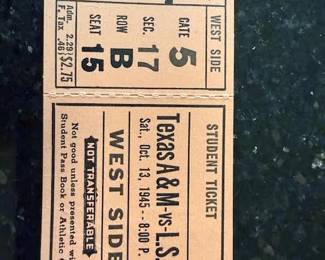 WEST SIDE
GATE 5
SEC. 17
ROW B
SEAT 15
Adm. 2.29
F. Tax .46
$2.75
STUDENT TICKET
Texas A & M -vs- L.S.
Sat., Oct. 13, 1945 - 8:00 P.
WEST SIDE
NOT TRANSFERABLE
Not good unless presented
Student Pass Book or Athletic